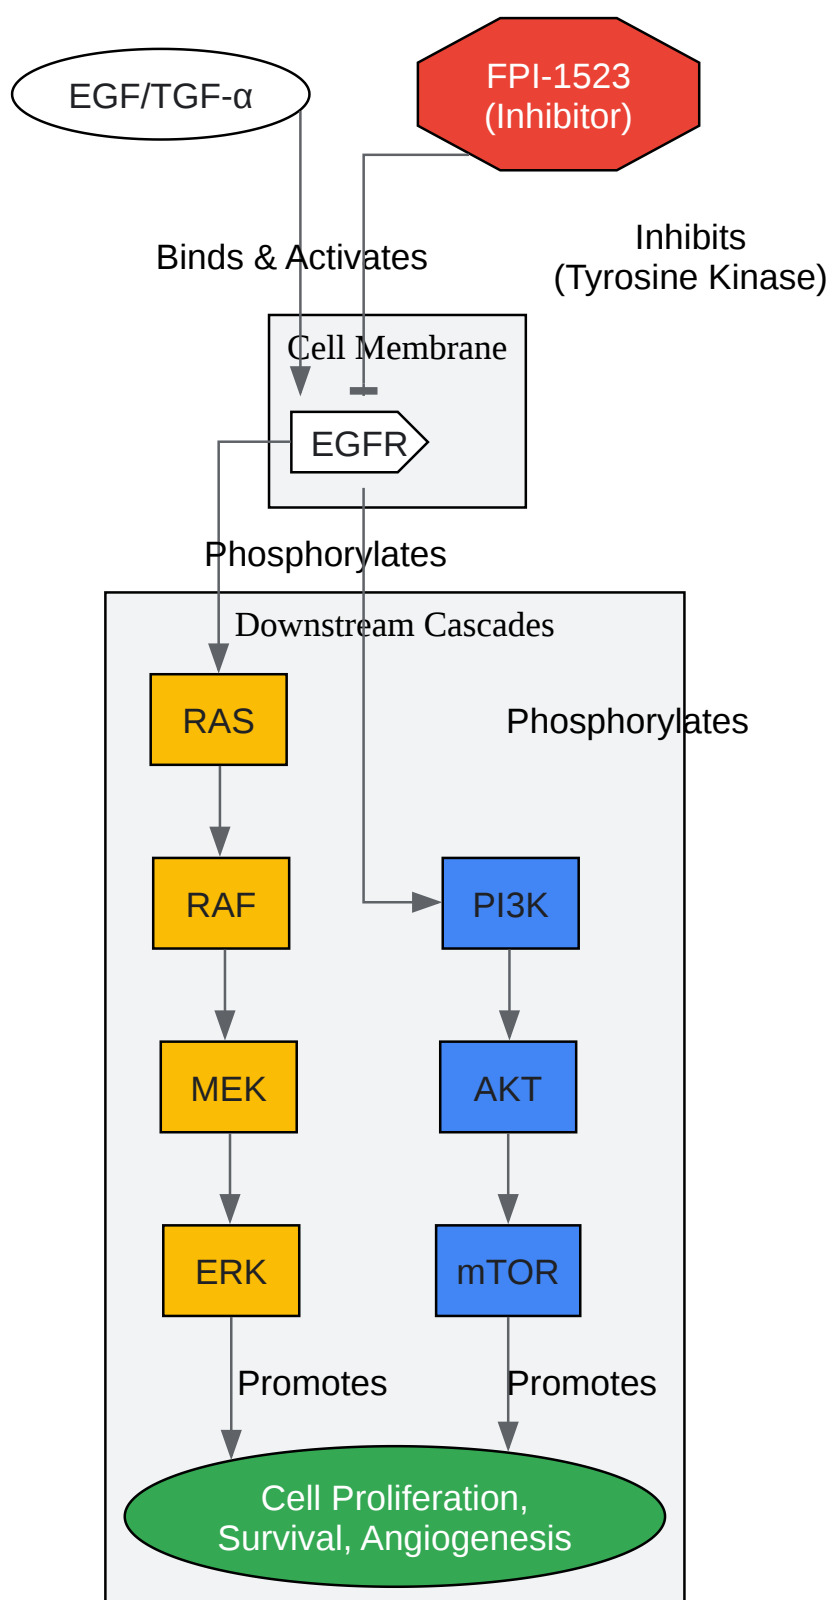 EGF/TGF-α
FPI-1523
(Inhibitor)
Binds & Activates
Inhibits
(Tyrosine Kinase)
Cell Membrane
EGFR
Phosphorylates
Downstream Cascades
RAS
Phosphorylates
RAF
PI3K
MEK
AKT
ERK
mTOR
Promotes
Promotes
Cell Proliferation,
Survival, Angiogenesis